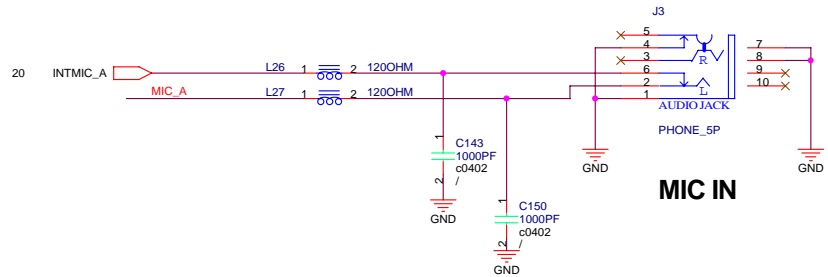 J3
5
4
3
6
2
1
R
L
7
8
9
10
AUDIO JACK
PHONE_5P
20 INTMIC_A L26 1 2 120OHM
MIC_A L27 1 2 120OHM
1 C143
1000PF
c0402
2 /
GND
1 C150
1000PF
c0402
2 /
GND
GND
GND
MIC IN